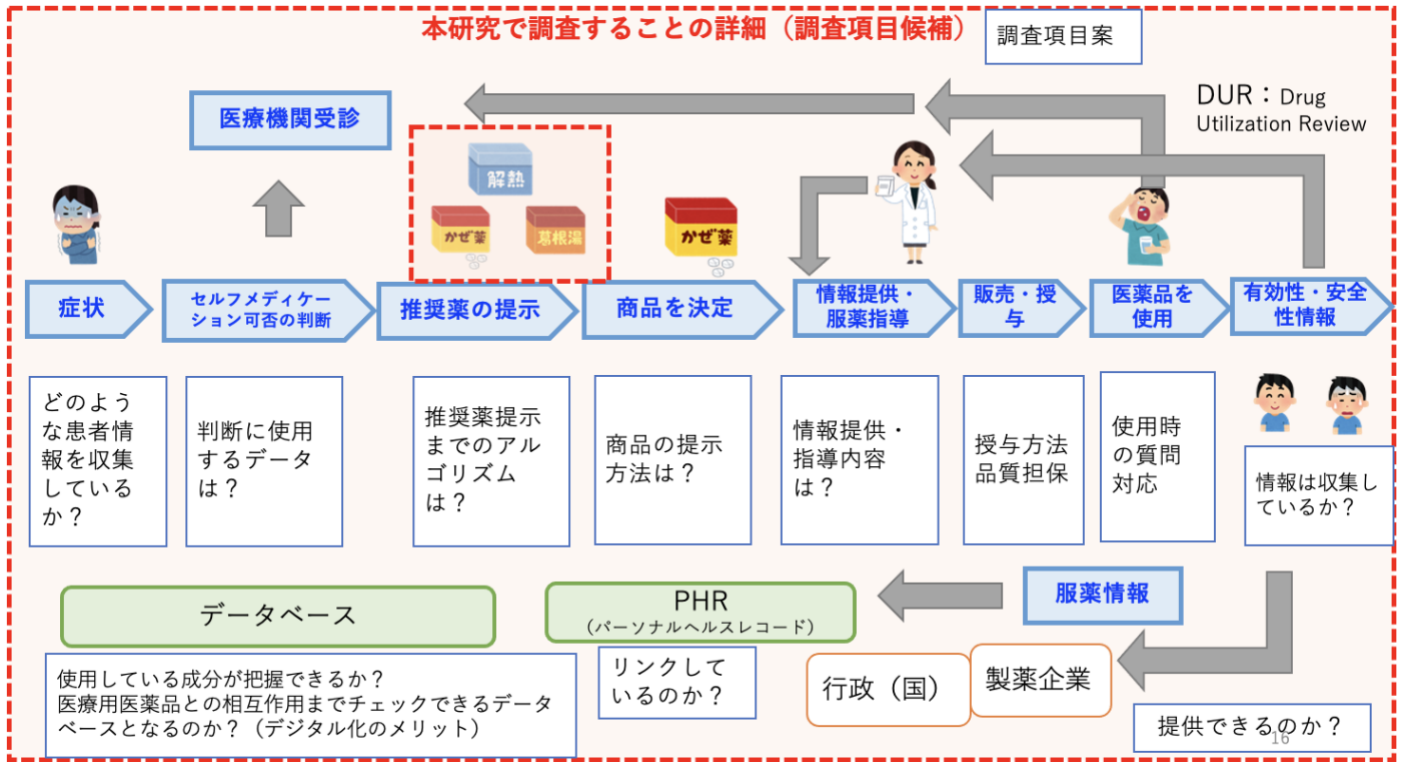 本研究で調査することの詳細（調査項目候補）
調査項目案
医療機関受診
DUR：Drug
Utilization Review
解熱
かぜ薬
葛根湯
かぜ薬
症状
セルフメディケー
ション可否の判断
推奨薬の提示
商品を決定
情報提供・
服薬指導
販売・授
与
医薬品を
使用
有効性・安全
性情報
どのよう
な患者情
報を収集
している
か？
判断に使用
するデータ
は？
推奨薬提示
までのアル
ゴリズム
は？
商品の提示
方法は？
情報提供・
指導内容
は？
授与方法
品質担保
使用時
の質問
対応
情報は収集し
ているか？
データベース
PHR
（パーソナルヘルスレコード）
服薬情報
使用している成分が把握できるか？
医療用医薬品との相互作用までチェックできるデータ
ベースとなるのか？（デジタル化のメリット）
リンクして
いるのか？
行政（国）
製薬企業
提供できるのか？
16